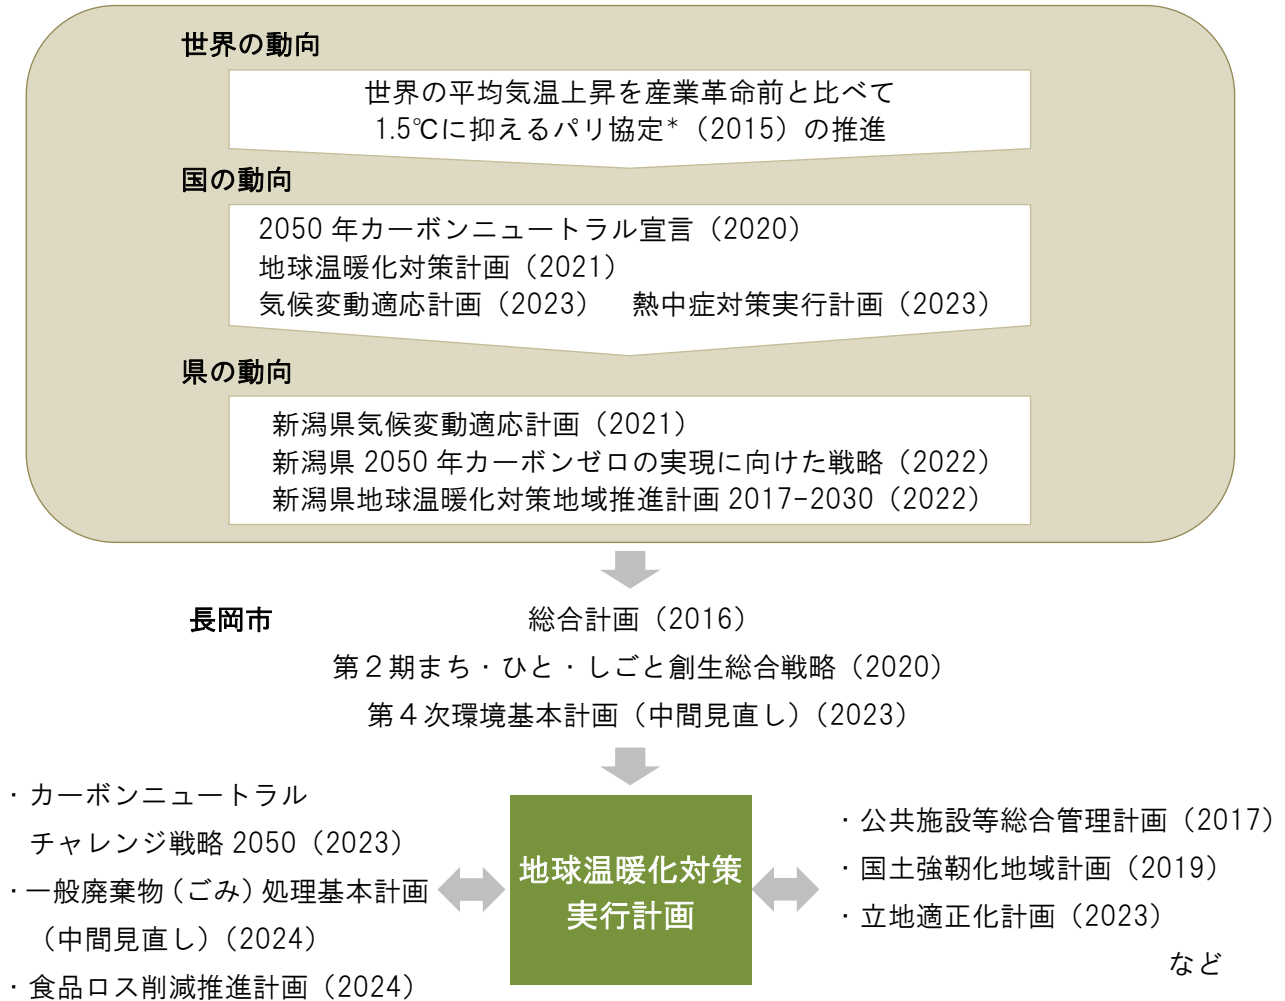 世界の動向
世界の平均気温上昇を産業革命前と比べて
1.5℃に抑えるパリ協定*（2015）の推進
国の動向
2050 年カーボンニュートラル宣言（2020）
地球温暖化対策計画（2021）
気候変動適応計画（2023）　熱中症対策実行計画（2023）
県の動向
新潟県気候変動適応計画（2021）
新潟県 2050 年カーボンゼロの実現に向けた戦略（2022）
新潟県地球温暖化対策地域推進計画 2017-2030（2022）
長岡市
総合計画（2016）
第２期まち・ひと・しごと創生総合戦略（2020）
第４次環境基本計画（中間見直し）（2023）
・カーボンニュートラル
チャレンジ戦略 2050（2023）
・一般廃棄物（ごみ）処理基本計画
（中間見直し）（2024）
・食品ロス削減推進計画（2024）
地球温暖化対策
実行計画
・公共施設等総合管理計画（2017）
・国土強靭化地域計画（2019）
・立地適正化計画（2023）
など